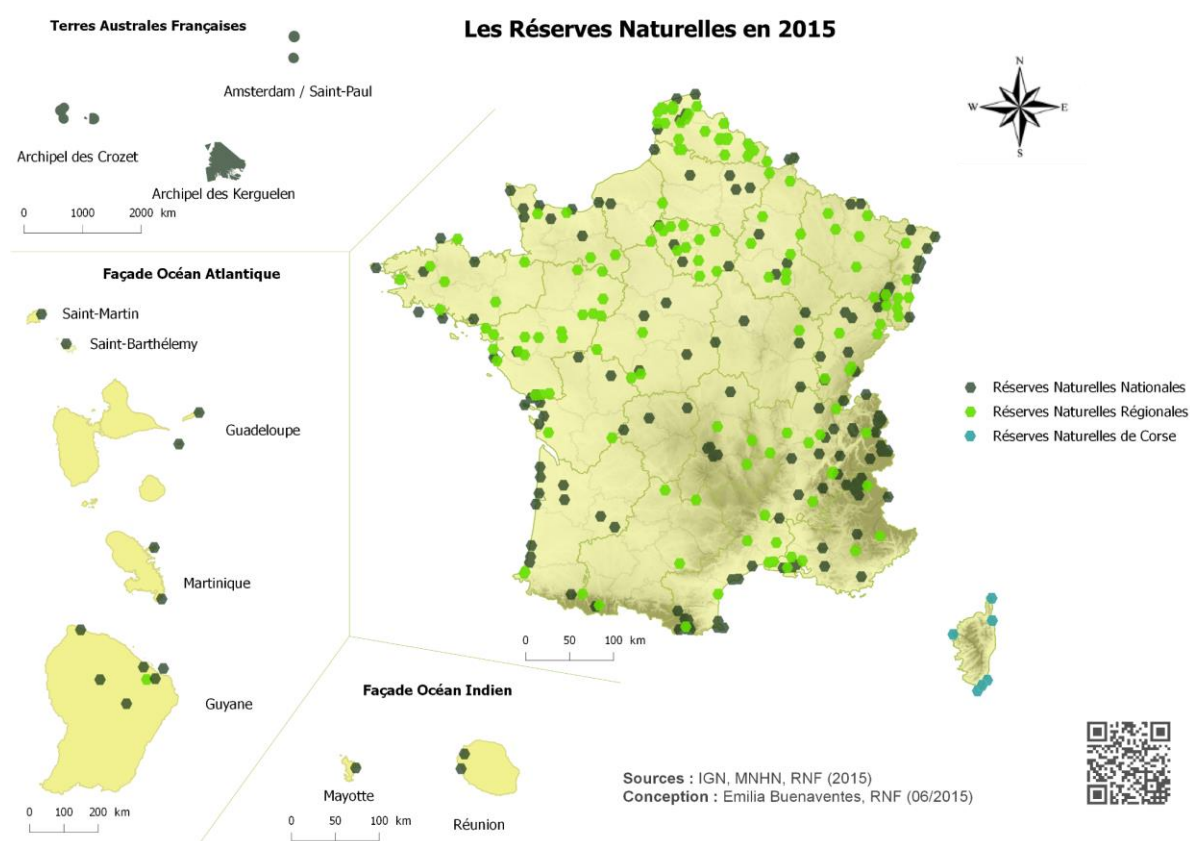 Les Réserves Naturelles en 2015
Terres Australes Françaises
Amsterdam / Saint-Paul
Archipel des Crozet
Archipel des Kerguelen
0 1000 2000 km
N
W E
S
Façade Océan Atlantique
Saint-Martin
Saint-Barthélemy
Guadeloupe
Martinique
Guyane
0 100 200 km
Réserves Naturelles Nationales
Réserves Naturelles Régionales
Réserves Naturelles de Corse
0 50 100 km
Façade Océan Indien
Mayotte
Réunion
0 50 100 km
Sources : IGN, MNHN, RNF (2015)
Conception : Emilia Buenaventes, RNF (06/2015)